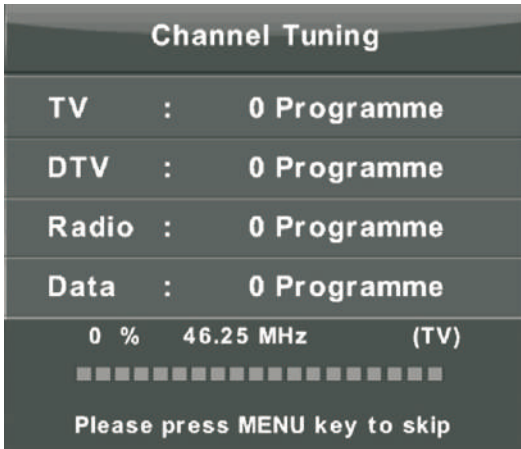 Channel Tuning
TV : 0 Programme
DTV : 0 Programme
Radio : 0 Programme
Data : 0 Programme
0 % 46.25 MHz (TV)
Please press MENU key to skip